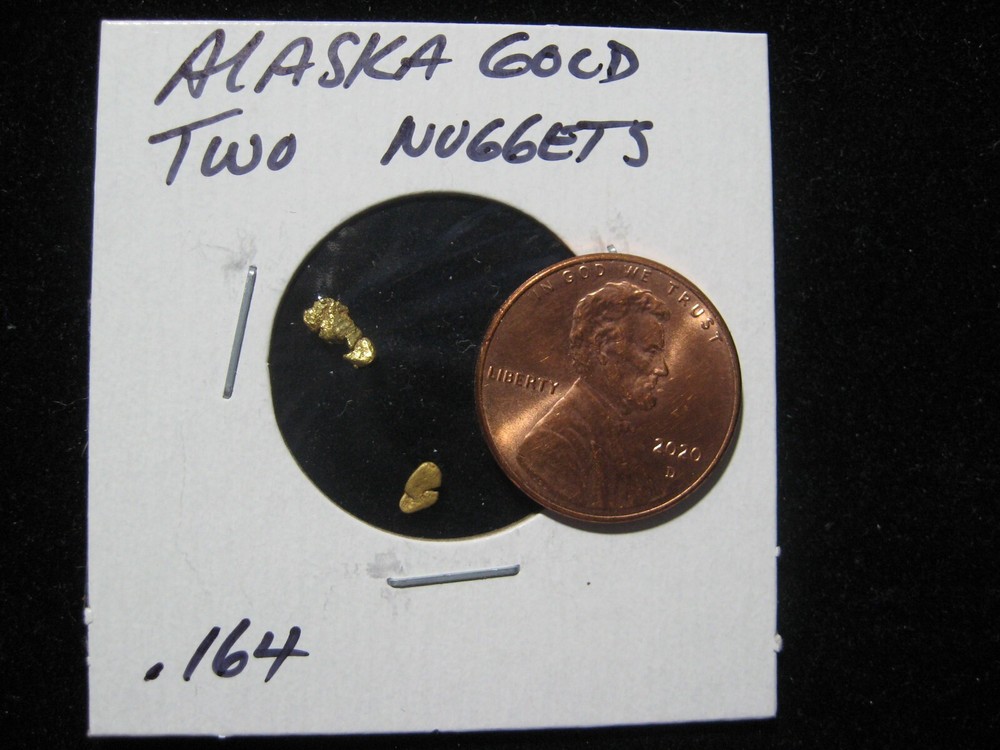 ALASKA GOLD
TWO NUGGETS
IN GOD WE TRUST
LIBERTY
2020
D
.164